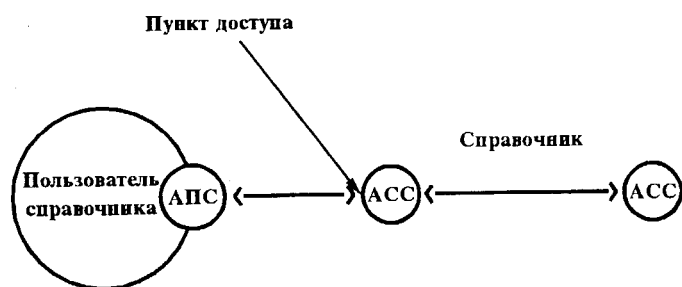 Пункт доступа
Справочник
Пользователь
справочника
АПС
АСС
АСС